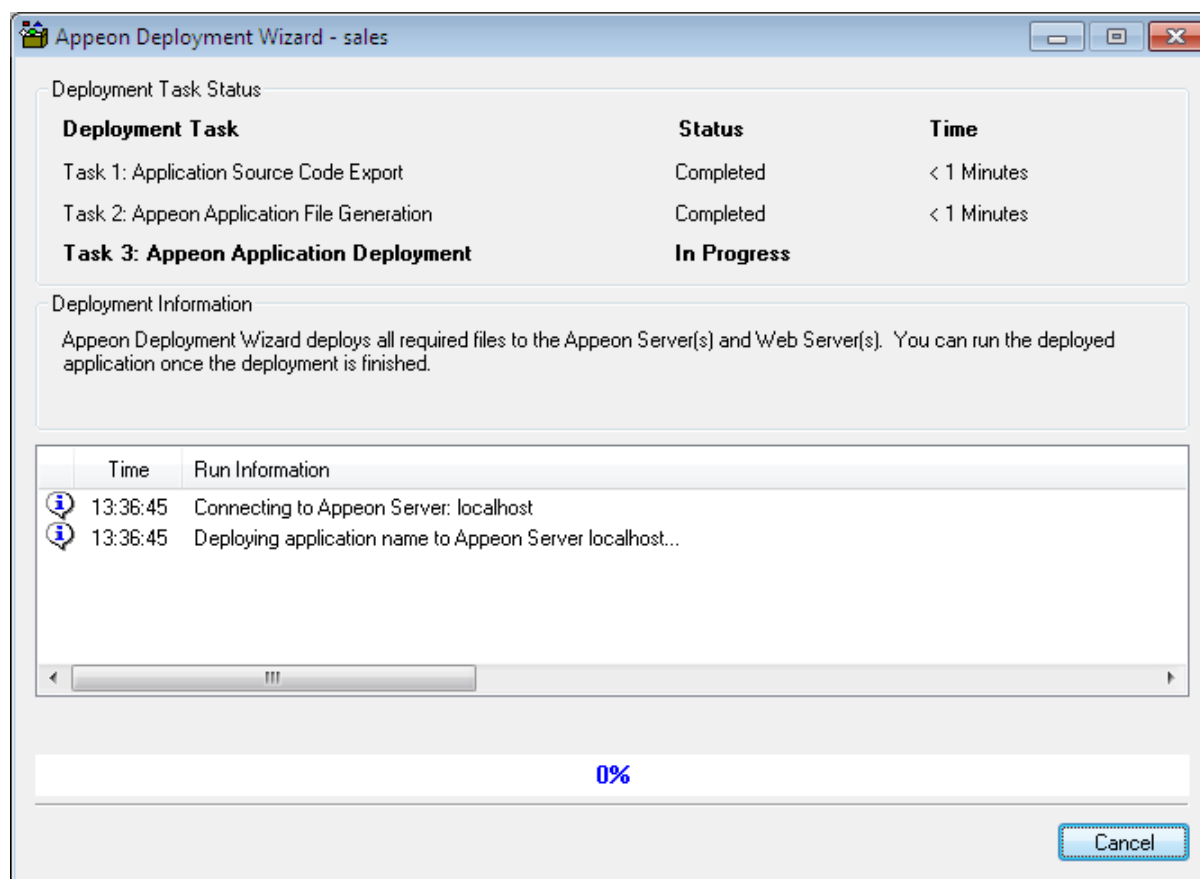 Appeon Deployment Wizard - sales
Deployment Task Status
Deployment Task Status Time
Task 1: Application Source Code Export Completed < 1 Minutes
Task 2: Appeon Application File Generation Completed < 1 Minutes
Task 3: Appeon Application Deployment In Progress
Deployment Information
Appeon Deployment Wizard deploys all required files to the Appeon Server(s) and Web Server(s). You can run the deployed
application once the deployment is finished.
Time Run Information
13:36:45 Connecting to Appeon Server: localhost
13:36:45 Deploying application name to Appeon Server localhost...
0%
Cancel